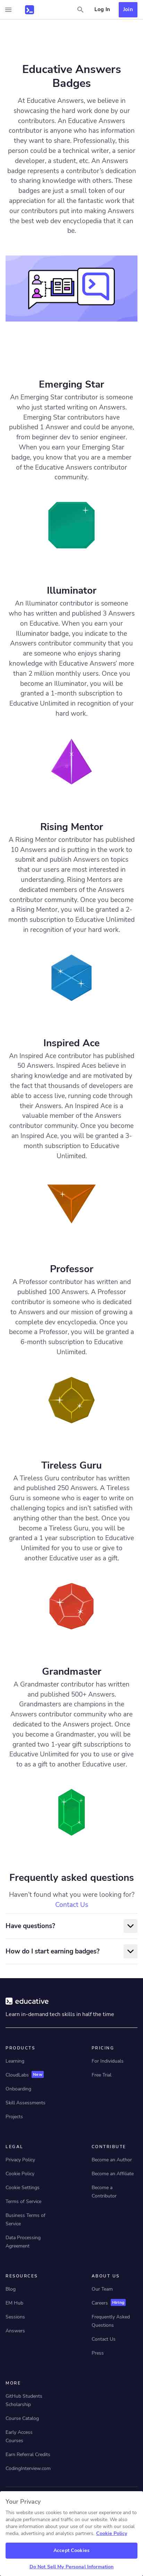 Log In
Join
Educative Answers
Badges
At Educative Answers, we believe in
showcasing the hard work done by our
contributors. An Educative Answers
contributor is anyone who has information
they want to share. Professionally, this
person could be a technical writer, a senior
developer, a student, etc. An Answers
badge represents a contributor's dedication
to sharing knowledge with others. These
badges are just a small token of our
appreciation for all the fantastic work that
our contributors put into making Answers
the best web dev encyclopedia that it can
be.
Emerging Star
An Emerging Star contributor is someone
who just started writing on Answers.
Emerging Star contributors have
published 1 Answer and could be anyone,
from beginner dev to senior engineer.
When you earn your Emerging Star
badge, you know that you are a member
of the Educative Answers contributor
community.
Illuminator
An Illuminator contributor is someone
who has written and published 3 Answers
on Educative. When you earn your
Illuminator badge, you indicate to the
Answers contributor community that you
are someone who enjoys sharing
knowledge with Educative Answers' more
than 2 million monthly users. Once you
become an Illuminator, you will be
granted a 1-month subscription to
Educative Unlimited in recognition of your
hard work.
Rising Mentor
A Rising Mentor contributor has published
10 Answers and is putting in the work to
submit and publish Answers on topics
that our users are most interested in
understanding. Rising Mentors are
dedicated members of the Answers
contributor community. Once you become
a Rising Mentor, you will be granted a 2-
month subscription to Educative Unlimited
in recognition of your hard work.
Inspired Ace
An Inspired Ace contributor has published
50 Answers. Inspired Aces believe in
sharing knowledge and are motivated by
the fact that thousands of developers are
able to access live, running code through
their Answers. An Inspired Ace is a
valuable member of the Answers
contributor community. Once you become
an Inspired Ace, you will be granted a 3-
month subscription to Educative
Unlimited.
Professor
A Professor contributor has written and
published 100 Answers. A Professor
contributor is someone who is dedicated
to Answers and our mission of growing a
complete dev encyclopedia. Once you
become a Professor, you will be granted a
6-month subscription to Educative
Unlimited.
Tireless Guru
A Tireless Guru contributor has written
and published 250 Answers. A Tireless
Guru is someone who is eager to write on
challenging topics and isn't satisfied with
anything other than the best. Once you
become a Tireless Guru, you will be
granted a 1 year subscription to Educative
Unlimited for you to use or give to
another Educative user as a gift.
Grandmaster
A Grandmaster contributor has written
and published 500+ Answers.
Grandmasters are champions in the
Answers contributor community who are
dedicated to the Answers project. Once
you become a Grandmaster, you will be
granted two 1-year gift subscriptions to
Educative Unlimited for you to use or give
to as a gift to another Educative user.
Frequently asked questions
Haven't found what you were looking for?
Contact Us
Have questions?
How do I start earning badges?
educative
Learn in-demand tech skills in half the time
PRODUCTS
Learning
CloudLabs New
Onboarding
Skill Assessments
Projects
PRICING
For Individuals
Free Trial
LEGAL
Privacy Policy
Cookie Policy
Cookie Settings
Terms of Service
Business Terms of
Service
Data Processing
Agreement
CONTRIBUTE
Become an Author
Become an Affiliate
Become a
Contributor
RESOURCES
Blog
EM Hub
Sessions
Answers
ABOUT US
Our Team
Careers Hiring
Frequently Asked
Questions
Contact Us
Press
MORE
GitHub Students
Scholarship
Course Catalog
Early Access
Courses
Earn Referral Credits
CodingInterview.com
Your Privacy
We website uses cookies to enhance user experience and to
analyze performance and traffic on our website. We also share
information about your use of our site with our social
media, advertising and analytics partners. Cookie Policy
Accept Cookies
Do Not Sell My Personal Information